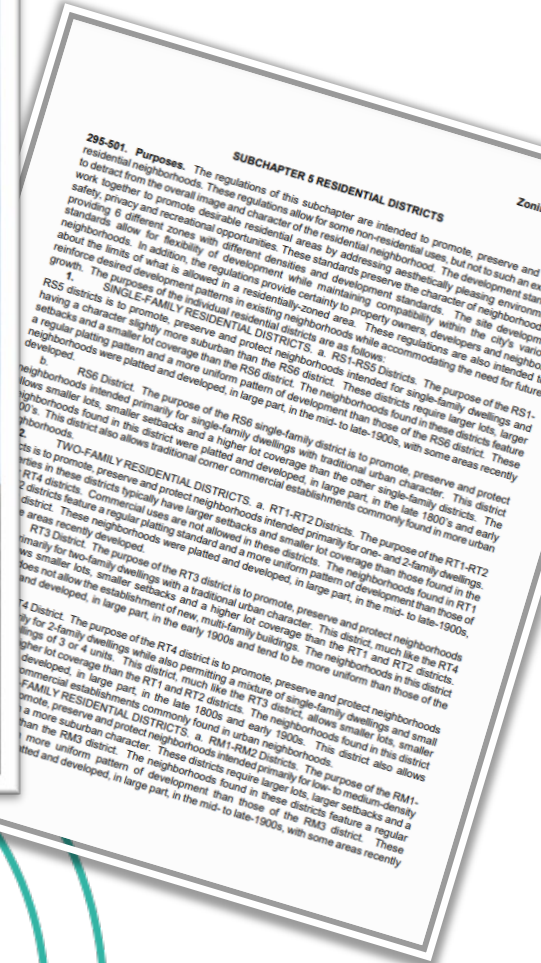 Zonin
SUBCHAPTER 5 RESIDENTIAL DISTRICTS
295-501. Purposes. The regulations of this subchapter are intended to promote, preserve and
residential neighborhoods. These regulations allow for some non-residential uses, but not to such an ex
to detract from the overall image and character of the residential neighborhood. The development stan
work together to promote desirable residential areas by addressing aesthetically pleasing environm
safety, privacy and recreational opportunities. These standards preserve the character of neighborhood
providing 6 different zones with different densities and development standards. The site developm
standards allow for flexibility of development while maintaining compatibility within the city's vario
neighborhoods. In addition, the regulations provide certainty to property owners, developers and neighbo
about the limits of what is allowed in a residentially-zoned area. These regulations are also intended t
reinforce desired development patterns in existing neighborhoods while accommodating the need for future
growth. The purposes of the individual residential districts are as follows:
1. SINGLE-FAMILY RESIDENTIAL DISTRICTS. a. RS1-RS5 Districts. The purpose of the RS1-
RS5 districts is to promote, preserve and protect neighborhoods intended for single-family dwellings and
having a character slightly more suburban than the RS6 district. These districts require larger lots, larger
setbacks and a smaller lot coverage than the RS6 district. The neighborhoods found in these districts feature
a regular platting pattern and a more uniform pattern of development than those of the RS6 district. These
neighborhoods were platted and developed, in large part, in the mid- to late-1900s, with some areas recently
developed.
b. RS6 District. The purpose of the RS6 single-family district is to promote, preserve and protect
neighborhoods intended primarily for single-family dwellings with traditional urban character. This district
llows smaller lots, smaller setbacks and a higher lot coverage than the other single-family districts. The
ighborhoods found in this district were platted and developed, in large part, in the late 1800's and early
00's. This district also allows traditional corner commercial establishments commonly found in more urban
ghborhoods.
2. TWO-FAMILY RESIDENTIAL DISTRICTS. a. RT1-RT2 Districts. The purpose of the RT1-RT2
cts is to promote, preserve and protect neighborhoods intended primarily for one- and 2-family dwellings.
erties in these districts typically have larger setbacks and smaller lot coverage than those found in the
RT4 districts. Commercial uses are not allowed in these districts. The neighborhoods found in RT1
2 districts feature a regular platting standard and a more uniform pattern of development than those of
district. These neighborhoods were platted and developed, in large part, in the mid- to late-1900s,
e areas recently developed.
RT3 District. The purpose of the RT3 district is to promote, preserve and protect neighborhoods
imarily for two-family dwellings with a traditional urban character. This district, much like the RT4
ws smaller lots, smaller setbacks and a higher lot coverage than the RT1 and RT2 districts.
does not allow the establishment of new, multi-family buildings. The neighborhoods in this district
and developed, in large part, in the early 1900s and tend to be more uniform than those of the
T4 District. The purpose of the RT4 district is to promote, preserve and protect neighborhoods
ily for 2-family dwellings while also permitting a mixture of single-family dwellings and small
llings of 3 or 4 units. This district, much like the RT3 district, allows smaller lots, smaller
gher lot coverage than the RT1 and RT2 districts. The neighborhoods found in this district
developed, in large part, in the late 1800s and early 1900s. This district also allows
ommercial establishments commonly found in urban neighborhoods.
-FAMILY RESIDENTIAL DISTRICTS. a. RM1-RM2 Districts. The purpose of the RM1-
omote, preserve and protect neighborhoods intended primarily for low- to medium-density
a more suburban character. These districts require larger lots, larger setbacks and a
than the RM3 district. The neighborhoods found in these districts feature a regular
more uniform pattern of development than those of the RM3 district. These
tted and developed, in large part, in the mid- to late-1900s, with some areas recently